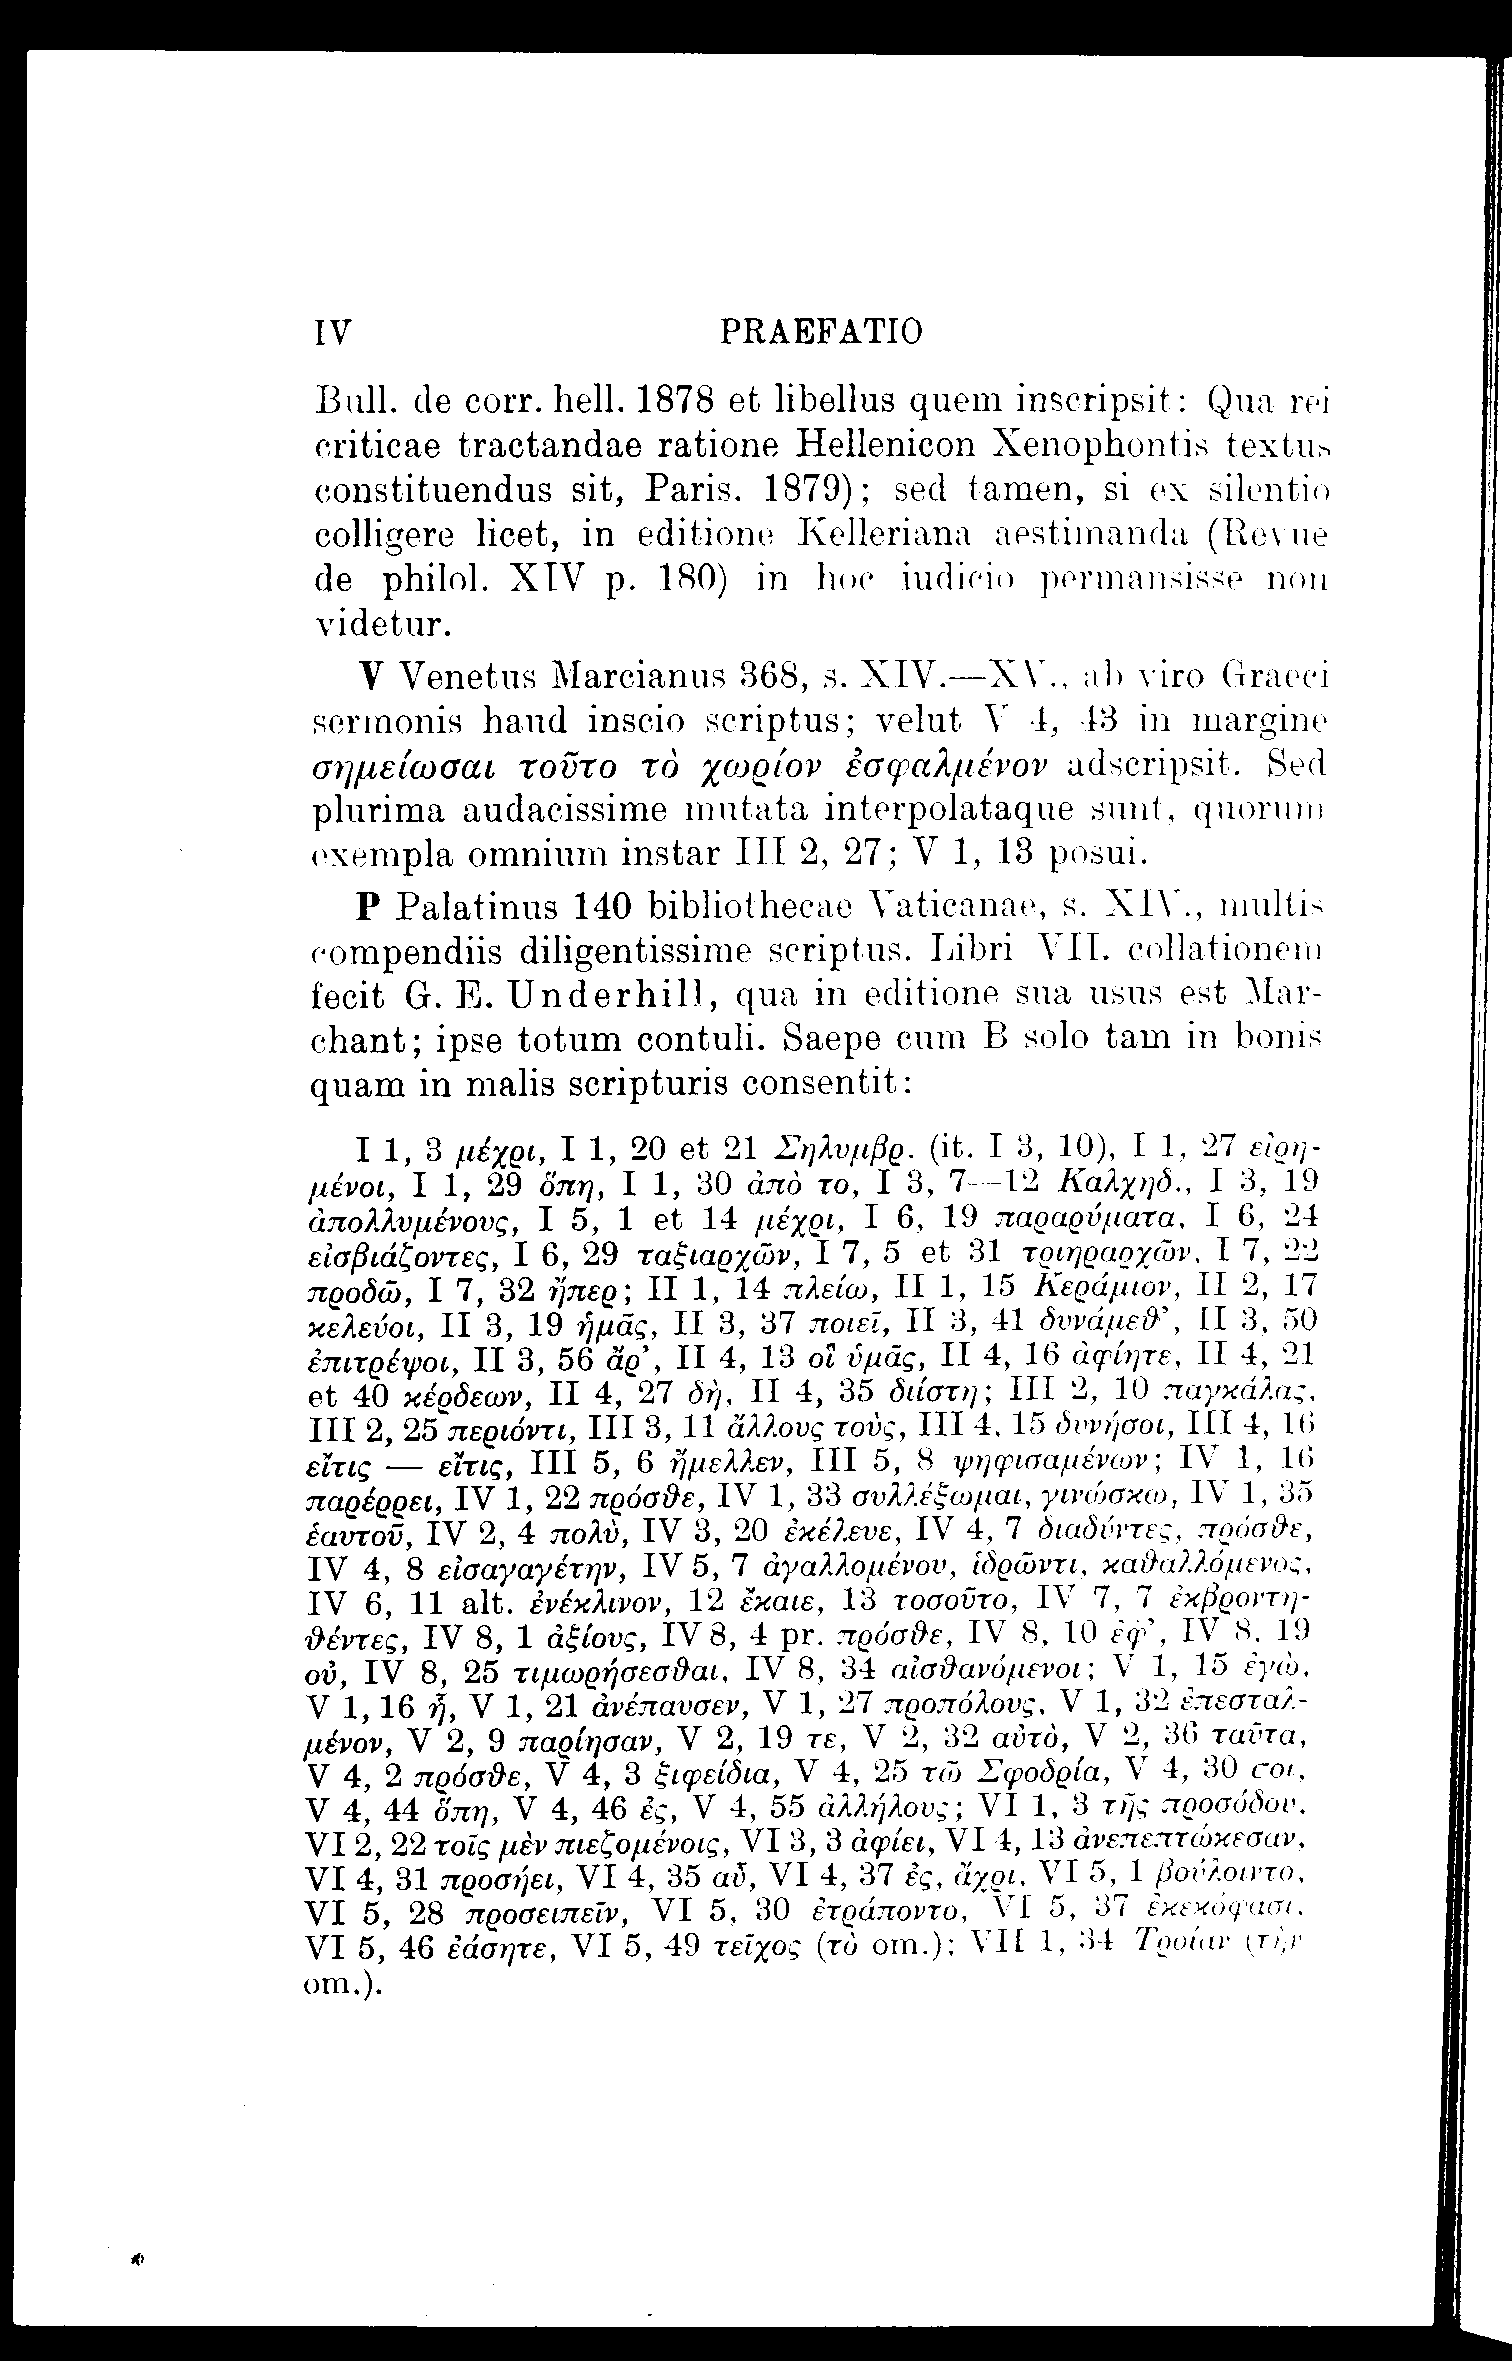 IV PRAEFATIO
Bull. de corr. hell. 1878 et libellus quem inscripsit: Qua rei
criticae tractandae ratione Hellenicon Xenophontis textus
constituendus sit, Paris. 1879); sed tamen, si ex silentio
colligere licet, in editione Kelleriana aestimanda (Revue
de philol. XIV p. 180) in hoc iudicio permansisse non
videtur.
V Venetus Marcianus 368, s. XIV.—XV., ab viro Graeci
sermonis haud inscio scriptus; velut V 4, 43 in margine
σημείωσαι τοῦτο τὸ χωρίον ἐσφαλμένον adscripsit. Sed
plurima audacissime mutata interpolataque sunt, quorum
exempla omnium instar III 2, 27; V 1, 13 posui.
P Palatinus 140 bibliothecae Vaticanae, s. XIV., multis
compendiis diligentissime scriptus. Libri VII. collationem
fecit G. E. Underhill, qua in editione sua usus est Mar-
chant; ipse totum contuli. Saepe cum B solo tam in bonis
quam in malis scripturis consentit:
I 1, 3 μέχρι, I 1, 20 et 21 Σηλυμβρ. (it. I 3, 10), I 1, 27 εἰρη-
μένοι, I 1, 29 ὅπη, I 1, 30 ἀπὸ το, I 3, 7—12 Καλχηδ., I 3, 19
ἀπολλυμένους, I 5, 1 et 14 μέχρι, I 6, 19 παραρύματα, I 6, 24
εἰσβιάζοντες, I 6, 29 ταξιαρχῶν, I 7, 5 et 31 τριηραρχῶν, I 7, 22
προδῶ, I 7, 32 ἤπερ; II 1, 14 πλείω, II 1, 15 Κεράμιον, II 2, 17
κελεύοι, II 3, 19 ἡμᾶς, II 3, 37 ποιεῖ, II 3, 41 δυνάμεθ’, II 3, 50
ἐπιτρέψοι, II 3, 56 ἄρ’, II 4, 13 οἳ ὑμᾶς, II 4, 16 ἀφίητε, II 4, 21
et 40 κέρδεων, II 4, 27 δὴ, II 4, 35 διίστη; III 2, 10 παγκάλας,
III 2, 25 περιόντι, III 3, 11 ἄλλους τοὺς, III 4, 15 δυνήσοι, III 4, 16
εἴτις — εἴτις, III 5, 6 ἤμελλεν, III 5, 8 ψηφισαμένων; IV 1, 16
παρέρρει, IV 1, 22 πρόσθε, IV 1, 33 συλλέξωμαι, γινώσκω, IV 1, 35
ἑαυτοῦ, IV 2, 4 πολὺ, IV 3, 20 ἐκέλευε, IV 4, 7 διαδύντες, πρόσθε,
IV 4, 8 εἰσαγαγέτην, IV 5, 7 ἀγαλλομένου, ἱδρῶντι, καθαλλόμενος,
IV 6, 11 alt. ἐνέκλινον, 12 ἔκαιε, 13 τοσοῦτο, IV 7, 7 ἐκβροντη-
θέντες, IV 8, 1 ἀξίους, IV 8, 4 pr. πρόσθε, IV 8, 10 ἐφ’, IV 8, 19
οὐ, IV 8, 25 τιμωρήσεσθαι, IV 8, 34 αἰσθανόμενοι; V 1, 15 ἐγὼ,
V 1, 16 ἦ, V 1, 21 ἀνέπαυσεν, V 1, 27 προπόλους, V 1, 32 ἐπεσταλ-
μένον, V 2, 9 παρίησαν, V 2, 19 τε, V 2, 32 αὐτὸ, V 2, 36 ταῦτα,
V 4, 2 πρόσθε, V 4, 3 ξιφείδια, V 4, 25 τῶ Σφοδρία, V 4, 30 σοι,
V 4, 44 ὅπη, V 4, 46 ἐς, V 4, 55 ἀλλήλους; VI 1, 3 τῆς προσόδου,
VI 2, 22 τοῖς μὲν πιεζομένοις, VI 3, 3 ἀφίει, VI 4, 13 ἀνεπεπτώκεσαν,
VI 4, 31 προσῄει, VI 4, 35 αὖ, VI 4, 37 ἐς, ἄχρι, VI 5, 1 βούλοιντο,
VI 5, 28 προσειπεῖν, VI 5, 30 ἐτράποντο, VI 5, 37 ἐκεκόφασι,
VI 5, 46 ἐάσητε, VI 5, 49 τεῖχος (τὸ om.); VII 1, 34 Τροίαν (τὴν
om.).